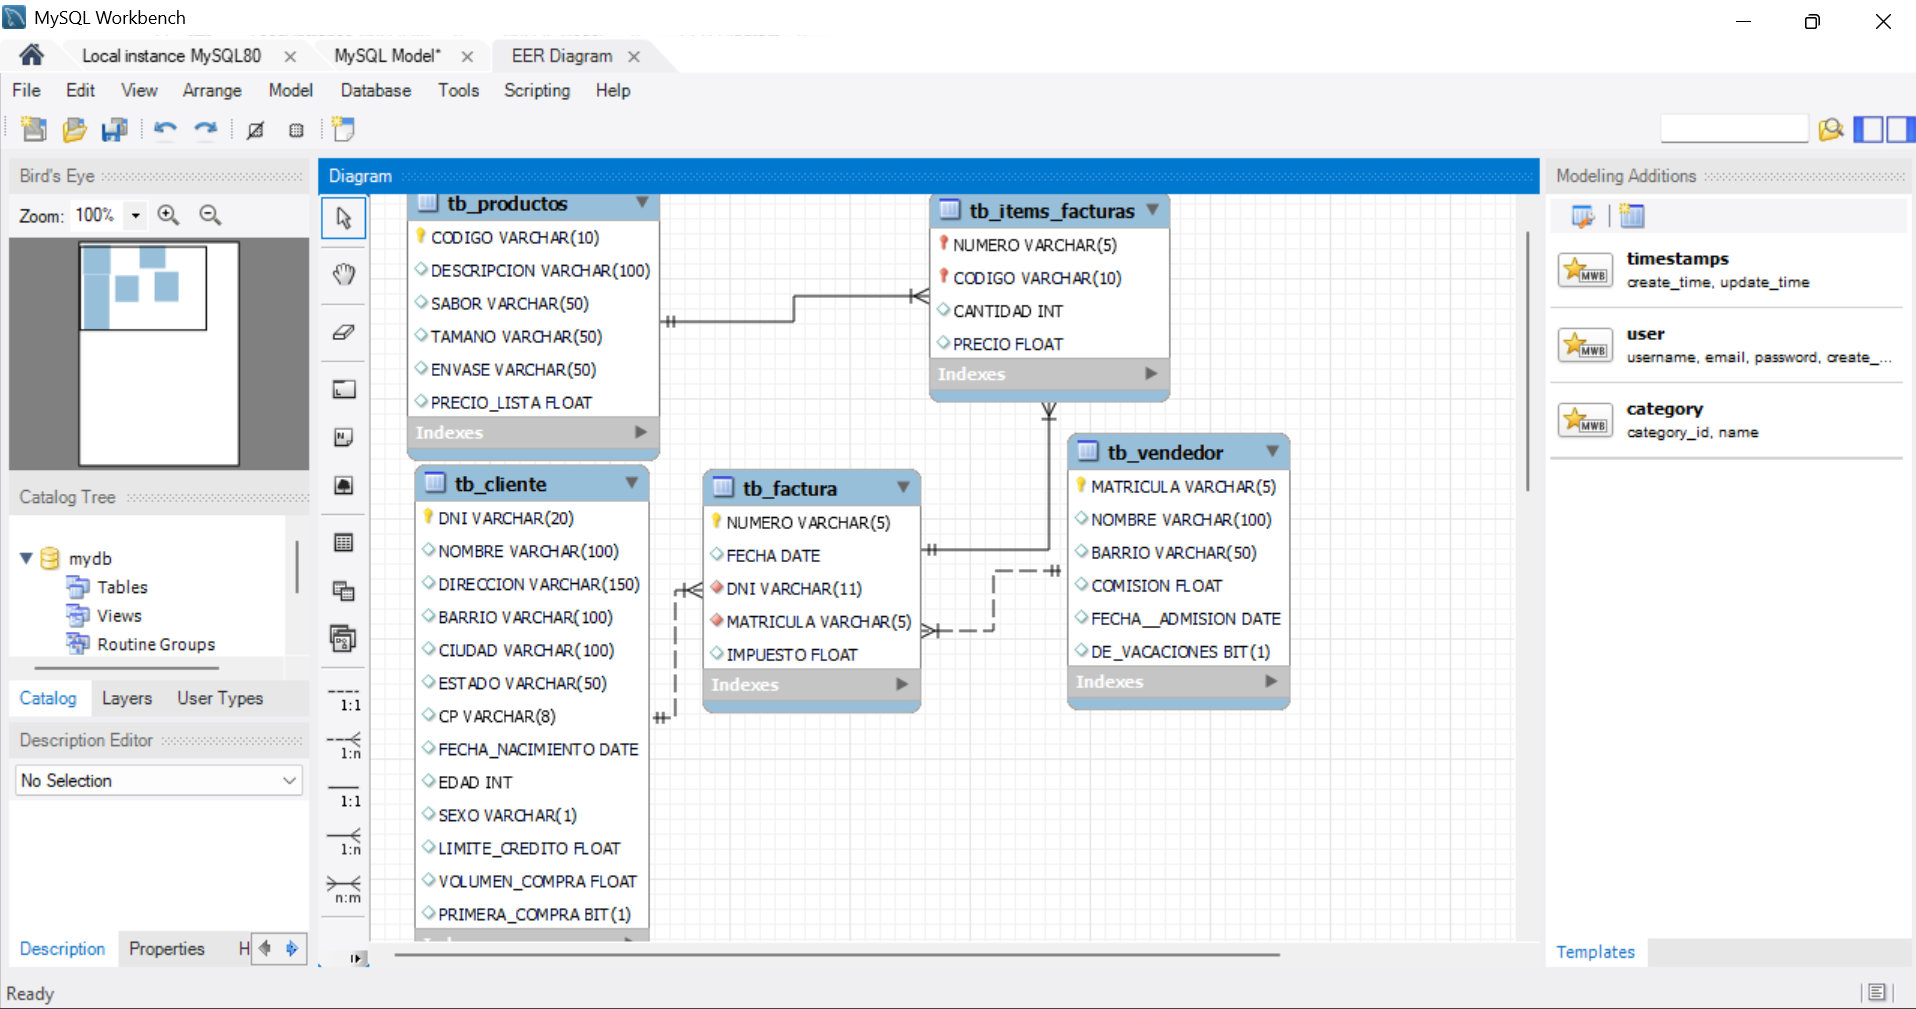 MySQL Workbench
Local instance MySQL80
MySQL Model*
EER Diagram
File Edit View Arrange Model Database Tools Scripting Help
Bird's Eye
Zoom: 100%
Catalog Tree
mydb
Tables
Views
Routine Groups
Catalog Layers User Types
Description Editor
No Selection
Description Properties H
Ready
Diagram
1:1
1:n
1:1
1:n
n:m
tb_productos
CODIGO VARCHAR(10)
DESCRIPCION VARCHAR(100)
SABOR VARCHAR(50)
TAMANO VARCHAR(50)
ENVASE VARCHAR(50)
PRECIO_LISTA FLOAT
Indexes
tb_items_facturas
NUMERO VARCHAR(5)
CODIGO VARCHAR(10)
CANTIDAD INT
PRECIO FLOAT
Indexes
tb_cliente
DNI VARCHAR(20)
NOMBRE VARCHAR(100)
DIRECCION VARCHAR(150)
BARRIO VARCHAR(100)
CIUDAD VARCHAR(100)
ESTADO VARCHAR(50)
CP VARCHAR(8)
FECHA_NACIMIENTO DATE
EDAD INT
SEXO VARCHAR(1)
LIMITE_CREDITO FLOAT
VOLUMEN_COMPRA FLOAT
PRIMERA_COMPRA BIT(1)
tb_factura
NUMERO VARCHAR(5)
FECHA DATE
DNI VARCHAR(11)
MATRICULA VARCHAR(5)
IMPUESTO FLOAT
Indexes
tb_vendedor
MATRICULA VARCHAR(5)
NOMBRE VARCHAR(100)
BARRIO VARCHAR(50)
COMISION FLOAT
FECHA__ADMISION DATE
DE_VACACIONES BIT(1)
Indexes
Modeling Additions
MWB
timestamps
create_time, update_time
MWB
user
username, email, password, create_...
MWB
category
category_id, name
Templates